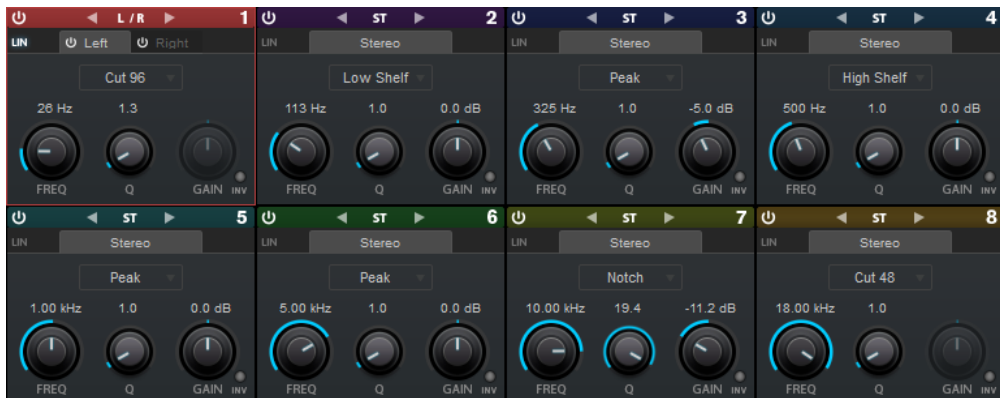 L / R 1 ST 2 ST 3 ST 4
LIN Left Right LIN Stereo LIN Stereo LIN Stereo
Cut 96 Low Shelf Peak High Shelf
26 Hz 1.3 113 Hz 1.0 0.0 dB 325 Hz 1.0 -5.0 dB 500 Hz 1.0 0.0 dB
FREQ Q GAIN INV FREQ Q GAIN INV FREQ Q GAIN INV FREQ Q GAIN INV
ST 5 ST 6 ST 7 ST 8
LIN Stereo LIN Stereo LIN Stereo LIN Stereo
Peak Peak Notch Cut 48
1.00 kHz 1.0 0.0 dB 5.00 kHz 1.0 0.0 dB 10.00 kHz 19.4 -11.2 dB 18.00 kHz 1.0
FREQ Q GAIN INV FREQ Q GAIN INV FREQ Q GAIN INV FREQ Q GAIN INV